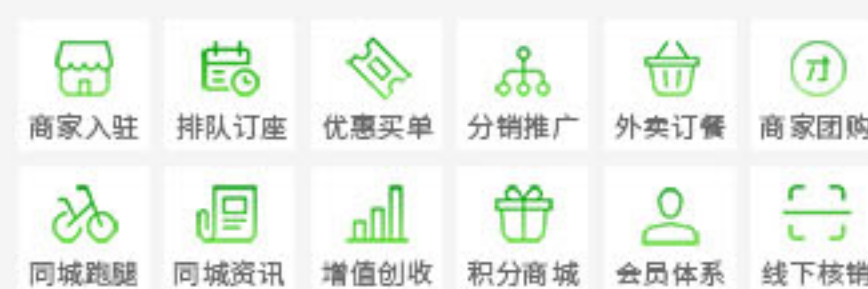 商家入驻 排队订座 优惠买单 分销推广 外卖订餐 商家团购
同城跑腿 同城资讯 增值创收 积分商城 会员体系 线下核销